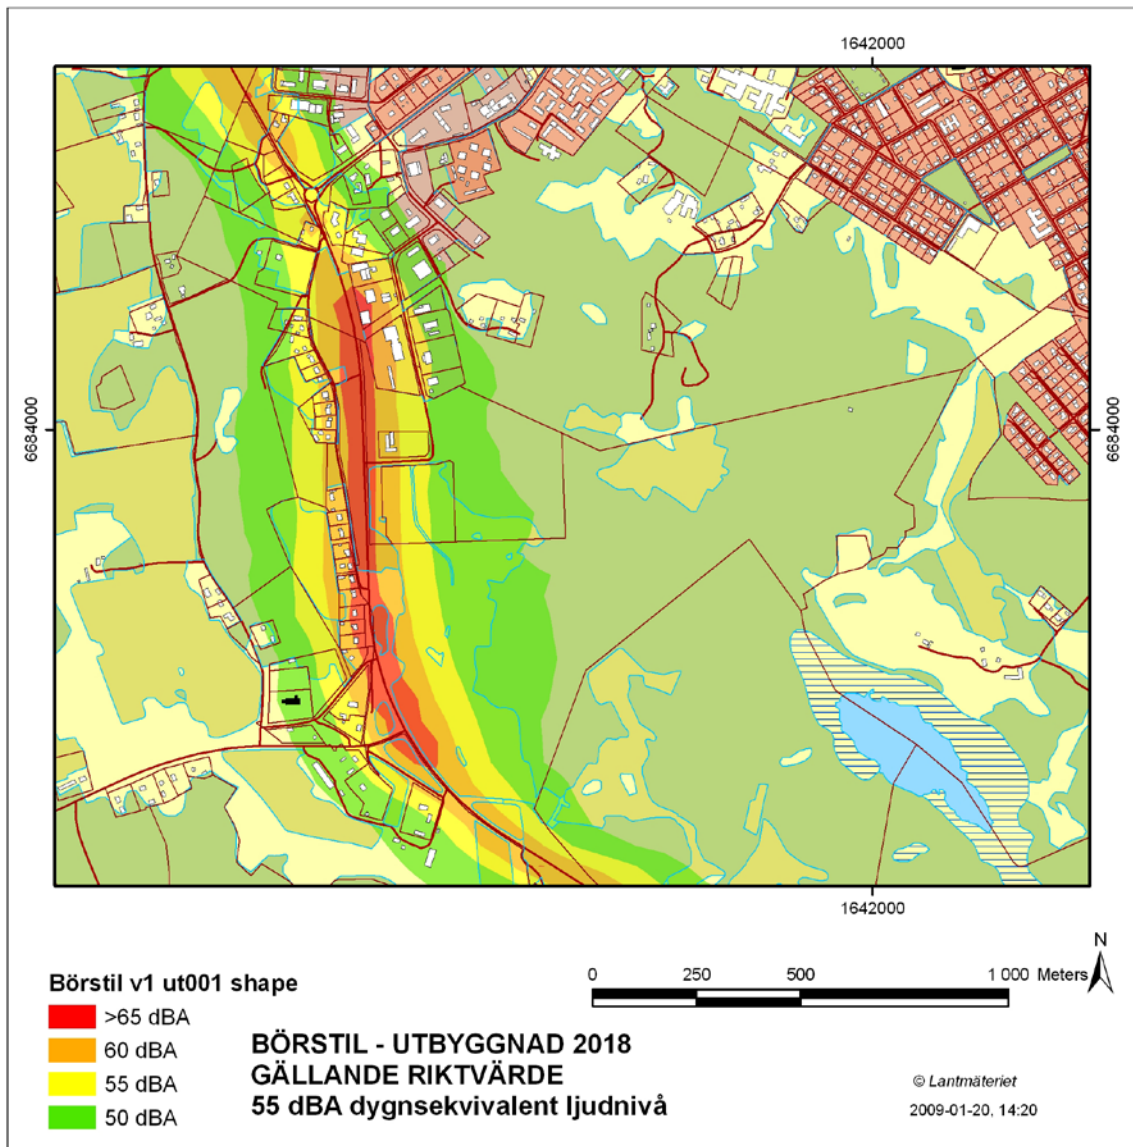 1642000
6684000
6684000
1642000
N
Börstil v1 ut001 shape
0 250 500 1 000 Meters
>65 dBA
60 dBA
55 dBA
50 dBA
BÖRSTIL - UTBYGGNAD 2018
GÄLLANDE RIKTVÄRDE
55 dBA dygnsekvivalent ljudnivå
© Lantmäteriet
2009-01-20, 14:20